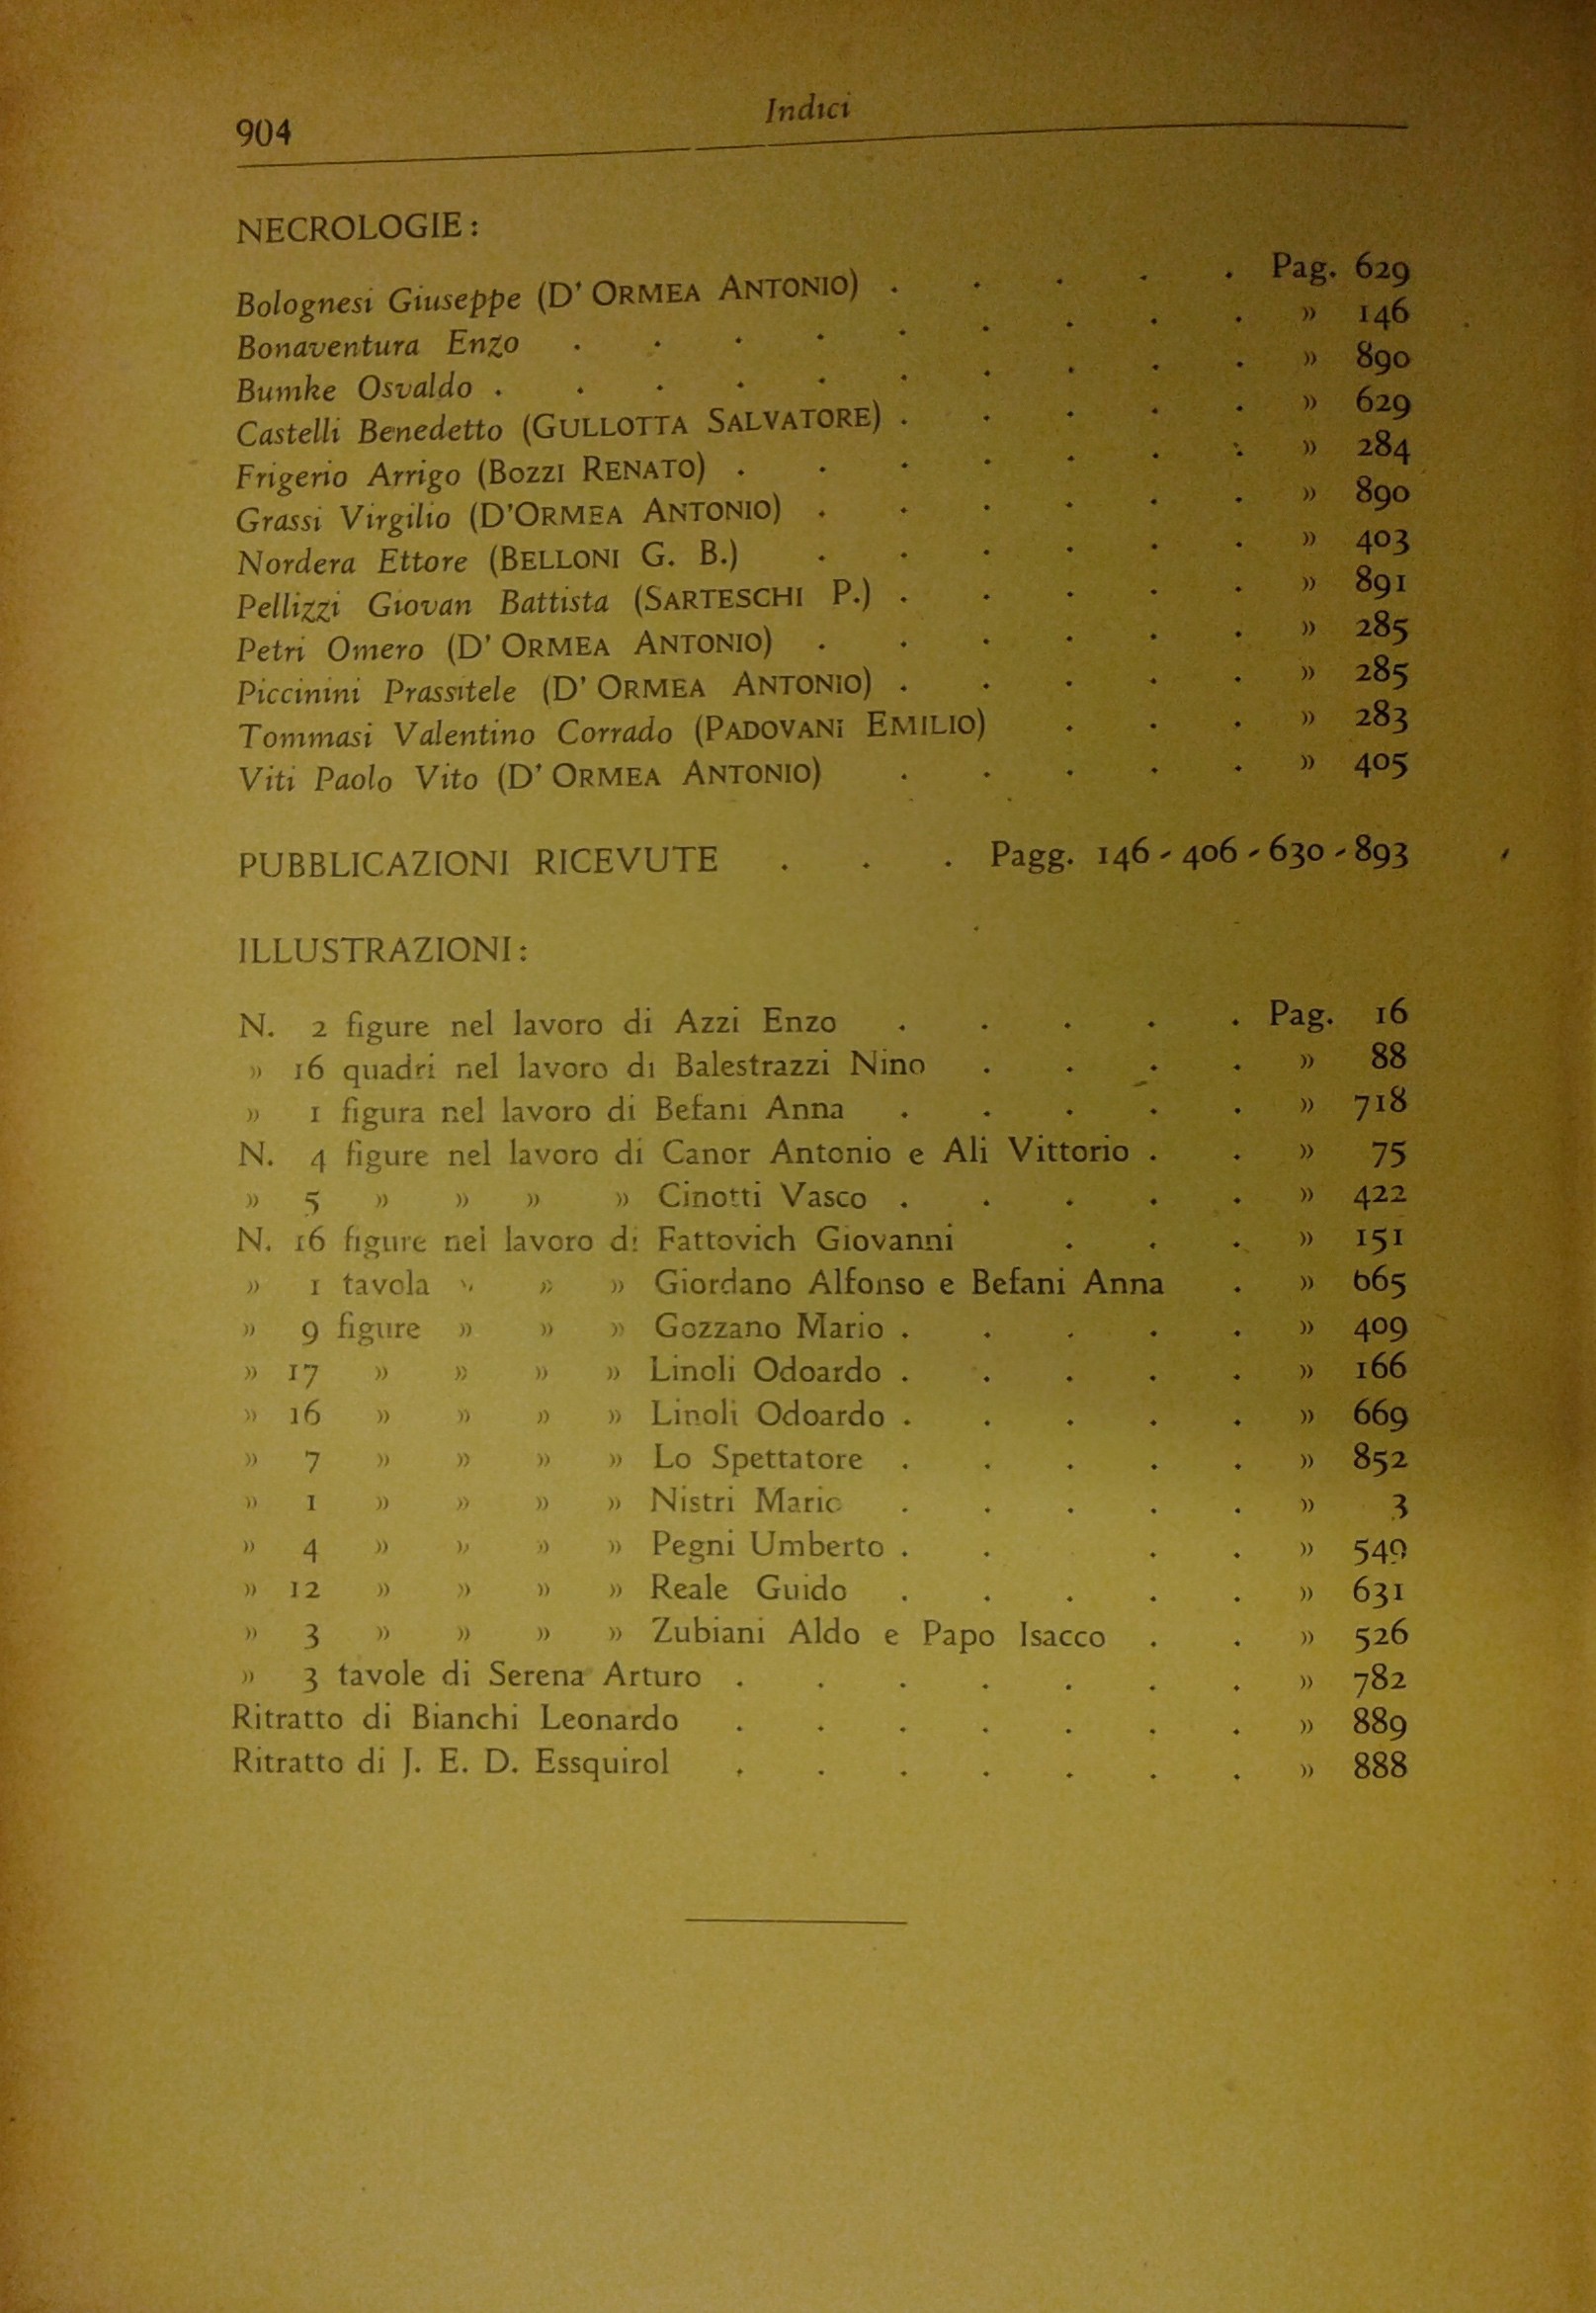 904
Indici
NECROLOGIE:
Bolognesi Giuseppe (D' ORMEA ANTONIO) . . . . . Pag. 629
Bonaventura Enzo . . . . . . . . . » 146
Bumke Osvaldo . . . . . . . . . . » 890
Castelli Benedetto (GULLOTTA SALVATORE) . . . . . » 629
Frigerio Arrigo (BOZZI RENATO) . . . . . . . » 284
Grassi Virgilio (D'ORMEA ANTONIO) . . . . . . » 890
Nordera Ettore (BELLONI G. B.) . . . . . . » 403
Pellizzi Giovan Battista (SARTESCHI P.) . . . . . » 891
Petri Omero (D' ORMEA ANTONIO) . . . . . . » 285
Piccinini Prassitele (D' ORMEA ANTONIO) . . . . . » 285
Tommasi Valentino Corrado (PADOVANI EMILIO) . . . » 283
Viti Paolo Vito (D' ORMEA ANTONIO) . . . . . » 405
PUBBLICAZIONI RICEVUTE . . . Pagg. 146 - 406 - 630 - 893
ILLUSTRAZIONI:
N. 2 figure nel lavoro di Azzi Enzo . . . . . Pag. 16
» 16 quadri nel lavoro di Balestrazzi Nino . . . . » 88
» 1 figura nel lavoro di Befani Anna . . . . . » 718
N. 4 figure nel lavoro di Canor Antonio e Ali Vittorio . . » 75
» 5 » » » » Cinotti Vasco . . . . . » 422
N. 16 figure nel lavoro di Fattovich Giovanni . . . » 151
» 1 tavola » » » Giordano Alfonso e Befani Anna . » 665
» 9 figure » » » Gozzano Mario . . . . . » 409
» 17 » » » » Linoli Odoardo . . . . . » 166
» 16 » » » » Linoli Odoardo . . . . . » 669
» 7 » » » » Lo Spettatore . . . . . » 852
» 1 » » » » Nistri Mario . . . . . » 3
» 4 » » » » Pegni Umberto . . . . » 549
» 12 » » » » Reale Guido . . . . . » 631
» 3 » » » » Zubiani Aldo e Papo Isacco . . » 526
» 3 tavole di Serena Arturo . . . . . . . » 782
Ritratto di Bianchi Leonardo . . . . . . . » 889
Ritratto di J. E. D. Essquirol . . . . . . . » 888